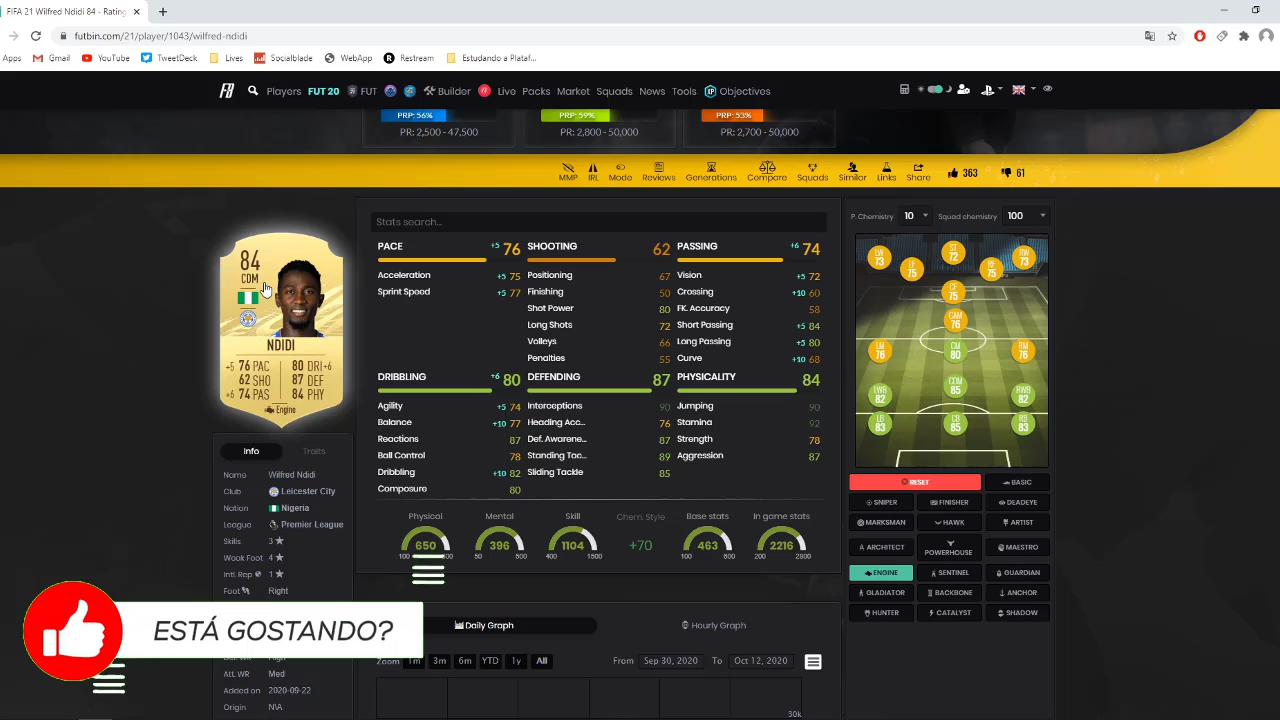 FIFA 21 Wilfred Ndidi 84 - Rating
futbin.com/21/player/1043/wilfred-ndidi
Apps Gmail YouTube TweetDeck Lives Socialblade WebApp Restream Estudando a Plataf...
Players FUT 20 FUT Builder Live Packs Market Squads News Tools Objectives
PRP: 56% PRP: 59% PRP: 53%
PR: 2,500 - 47,500 PR: 2,800 - 50,000 PR: 2,700 - 50,000
MMP IRL Mode Reviews Generations Compare Squads Similar Links Share 363 61
Stats search...
P. Chemistry 10 Squad chemistry 100
84
CDM
NDIDI
+5 76 PAC 80 DRI +6
62 SHO 87 DEF
+6 74 PAS 84 PHY
Engine
PACE +5 76
Acceleration +5 75
Sprint Speed +5 77
SHOOTING 62
Positioning 67
Finishing 50
Shot Power 80
Long Shots 72
Volleys 66
Penalties 55
PASSING +6 74
Vision +5 72
Crossing +10 60
FK. Accuracy 58
Short Passing +5 84
Long Passing +5 80
Curve +10 68
DRIBBLING +6 80
Agility +5 74
Balance +10 77
Reactions 87
Ball Control 78
Dribbling +10 82
Composure 80
DEFENDING 87
Interceptions 90
Heading Acc... 76
Def. Awarene... 87
Standing Tac... 89
Sliding Tackle 85
PHYSICALITY 84
Jumping 90
Stamina 92
Strength 78
Aggression 87
Physical Mental Skill Chem. Style Base stats In game stats
650 396 1104 +70 463 2216
50 500 400 1500 100 600 200 2800
LW 73
ST 72
RW 73
LF 75
RF 75
CF 75
CAM 76
LM 76
CM 80
RM 76
LWB 82
CDM 85
RWB 82
LB 83
CB 85
RB 83
RESET BASIC
SNIPER FINISHER DEADEYE
MARKSMAN HAWK ARTIST
ARCHITECT POWERHOUSE MAESTRO
ENGINE SENTINEL GUARDIAN
GLADIATOR BACKBONE ANCHOR
HUNTER CATALYST SHADOW
Info Traits
Name Wilfred Ndidi
Club Leicester City
Nation Nigeria
League Premier League
Skills 3
Weak Foot 4
Intl. Rep 1
Foot Right
Att. WR Med
Added on 2020-09-22
Origin N\A
Daily Graph Hourly Graph
Zoom 1m 3m 6m YTD 1y All From Sep 30, 2020 To Oct 12, 2020
30k
ESTÁ GOSTANDO?